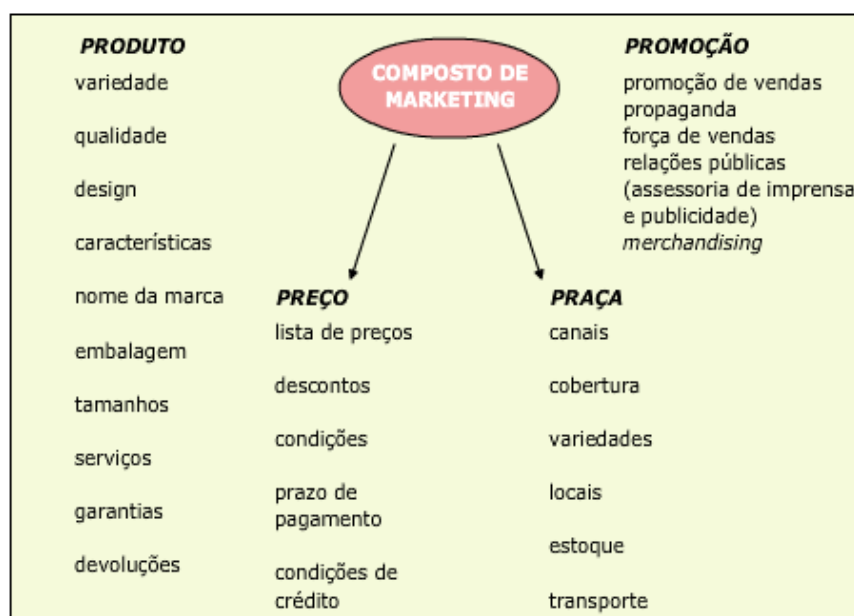 PRODUTO
variedade
qualidade
design
características
nome da marca
embalagem
tamanhos
serviços
garantias
devoluções
COMPOSTO DE
MARKETING
PREÇO
lista de preços
descontos
condições
prazo de
pagamento
condições de
crédito
PRAÇA
canais
cobertura
variedades
locais
estoque
transporte
PROMOÇÃO
promoção de vendas
propaganda
força de vendas
relações públicas
(assessoria de imprensa
e publicidade)
merchandising